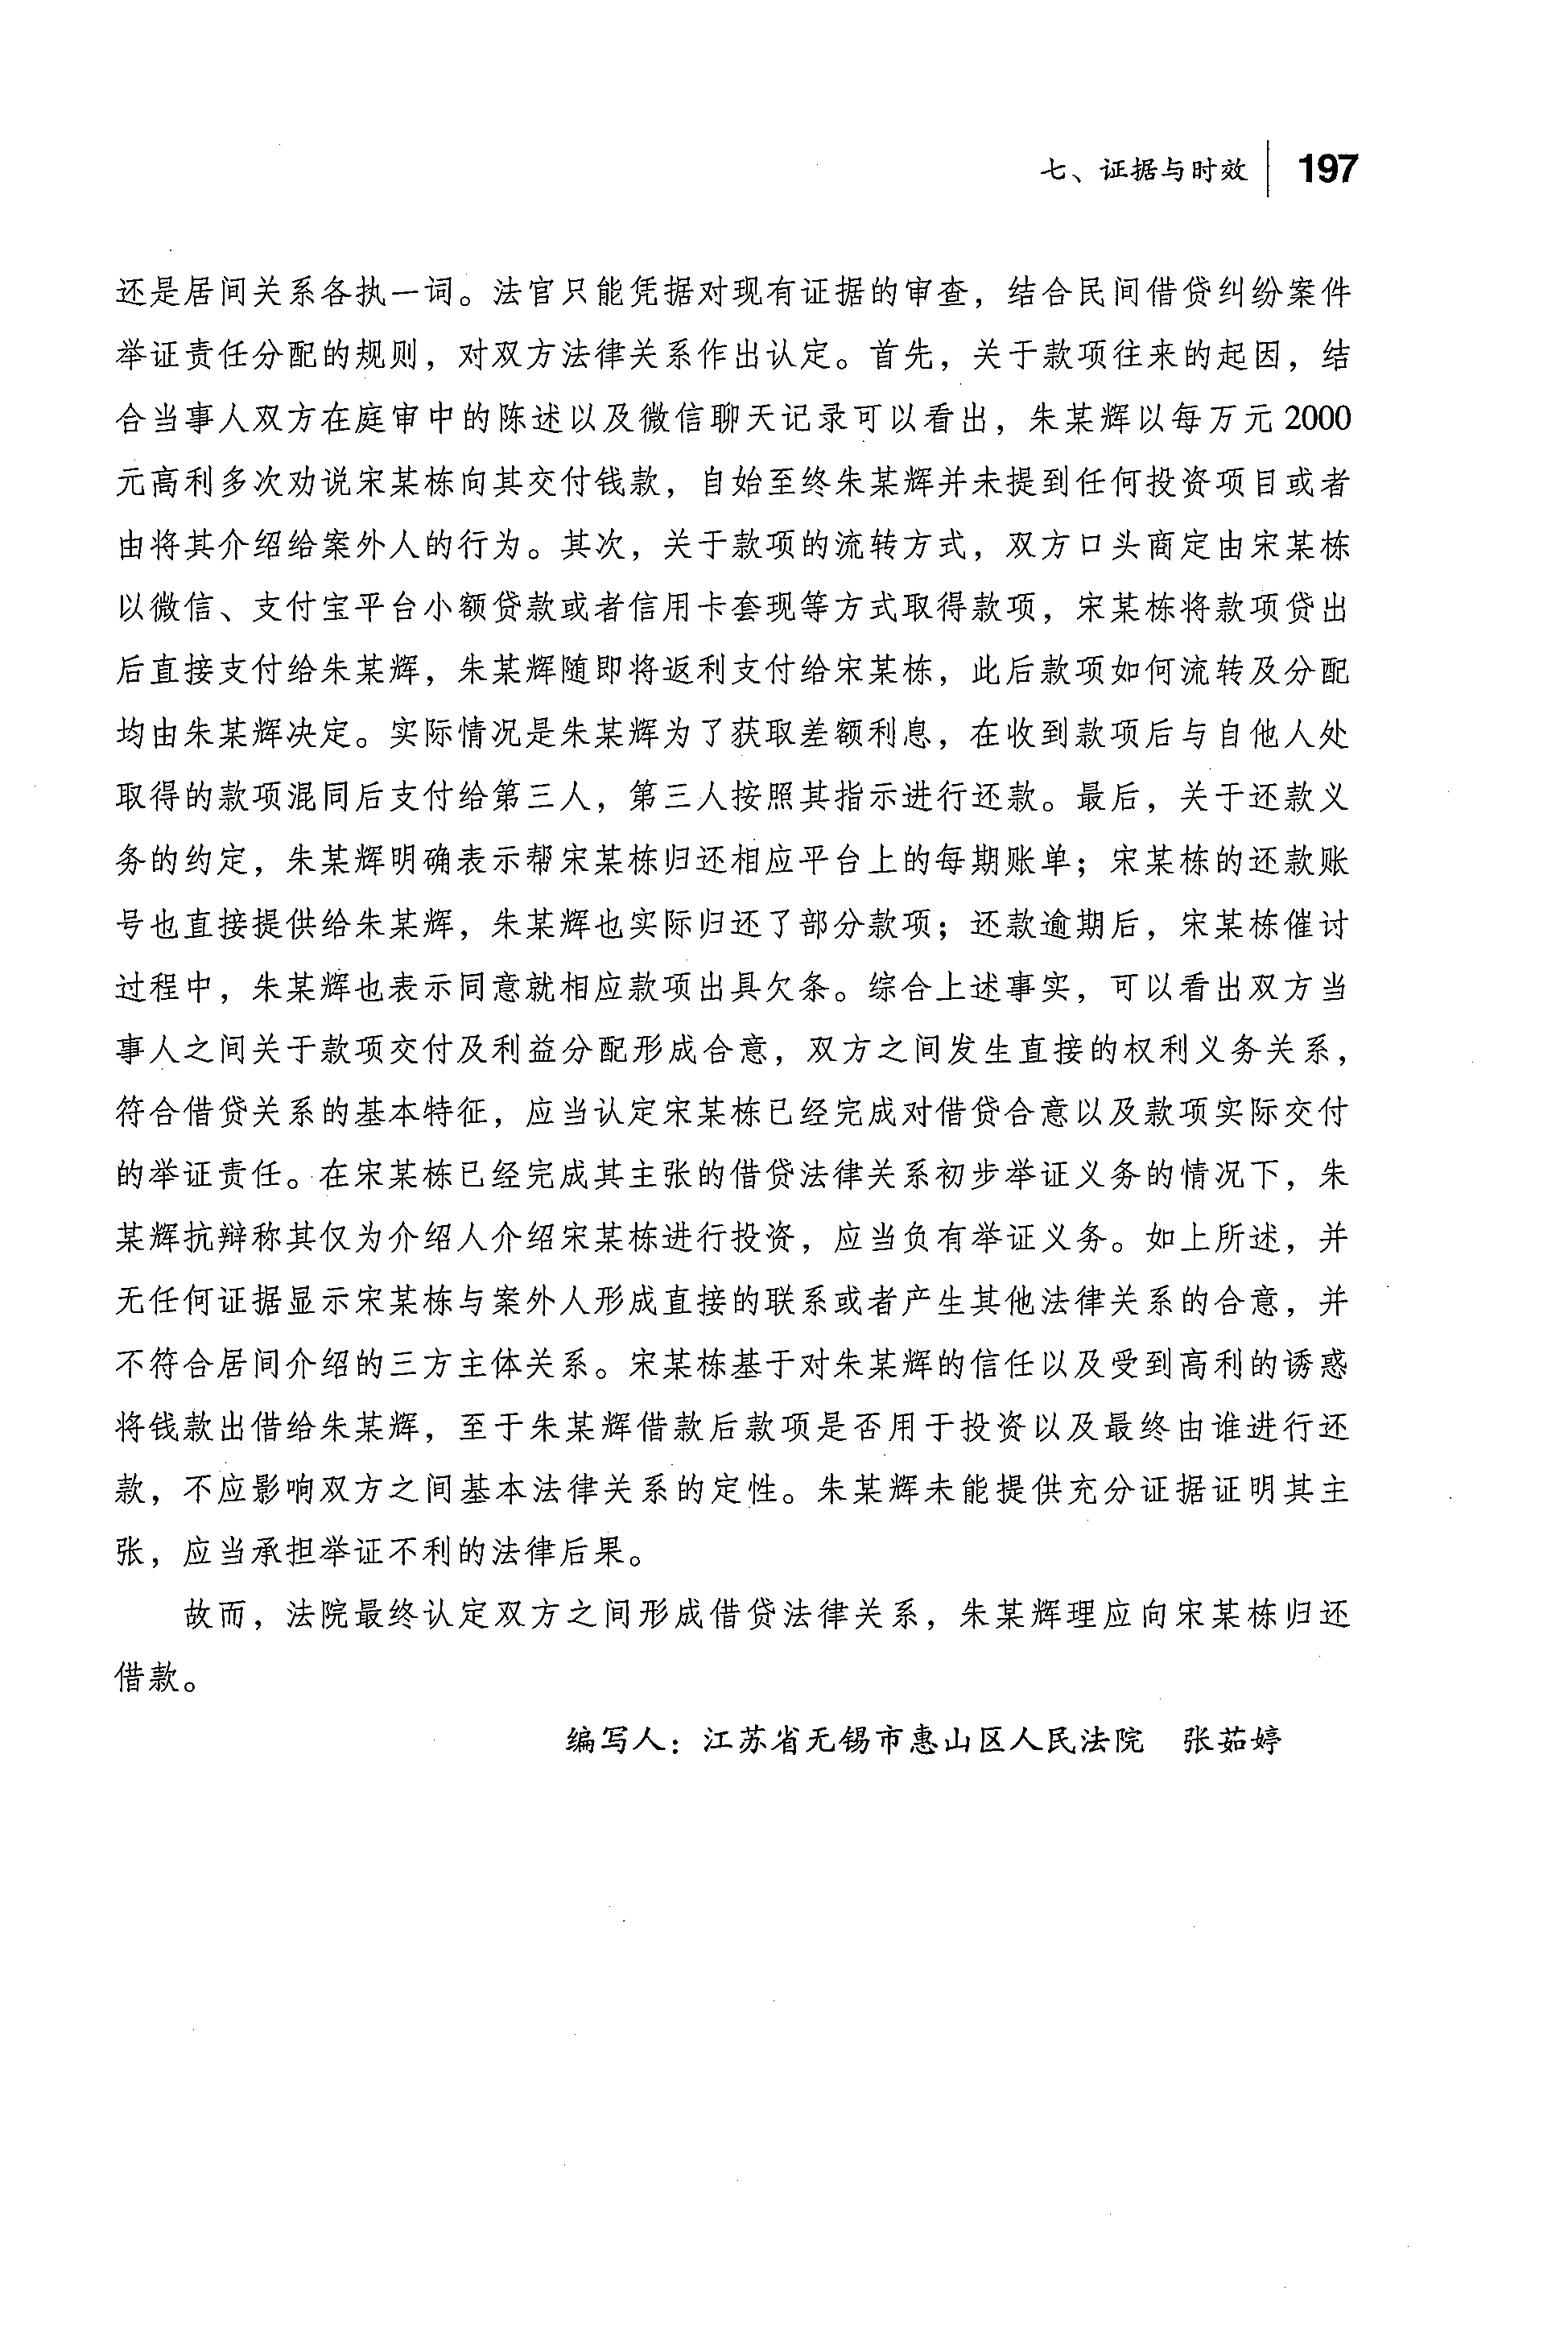 七、证据与时效 197
还是居间关系各执一词。法官只能凭据对现有证据的审查，结合民间借贷纠纷案件
举证责任分配的规则，对双方法律关系作出认定。首先，关于款项往来的起因，结
合当事人双方在庭审中的陈述以及微信聊天记录可以看出，朱某辉以每万元 2000
元高利多次劝说宋某栋向其交付钱款，自始至终朱某辉并未提到任何投资项目或者
由将其介绍给案外人的行为。其次，关于款项的流转方式，双方口头商定由宋某栋
以微信、支付宝平台小额贷款或者信用卡套现等方式取得款项，宋某栋将款项贷出
后直接支付给朱某辉，朱某辉随即将返利支付给宋某栋，此后款项如何流转及分配
均由朱某辉决定。实际情况是朱某辉为了获取差额利息，在收到款项后与自他人处
取得的款项混同后支付给第三人，第三人按照其指示进行还款。最后，关于还款义
务的约定，朱某辉明确表示帮宋某栋归还相应平台上的每期账单；宋某栋的还款账
号也直接提供给朱某辉，朱某辉也实际归还了部分款项；还款逾期后，宋某栋催讨
过程中，朱某辉也表示同意就相应款项出具欠条。综合上述事实，可以看出双方当
事人之间关于款项交付及利益分配形成合意，双方之间发生直接的权利义务关系，
符合借贷关系的基本特征，应当认定宋某栋已经完成对借贷合意以及款项实际交付
的举证责任。在宋某栋已经完成其主张的借贷法律关系初步举证义务的情况下，朱
某辉抗辩称其仅为介绍人介绍宋某栋进行投资，应当负有举证义务。如上所述，并
无任何证据显示宋某栋与案外人形成直接的联系或者产生其他法律关系的合意，并
不符合居间介绍的三方主体关系。宋某栋基于对朱某辉的信任以及受到高利的诱惑
将钱款出借给朱某辉，至于朱某辉借款后款项是否用于投资以及最终由谁进行还
款，不应影响双方之间基本法律关系的定性。朱某辉未能提供充分证据证明其主
张，应当承担举证不利的法律后果。
故而，法院最终认定双方之间形成借贷法律关系，朱某辉理应向宋某栋归还
借款。
编写人：江苏省无锡市惠山区人民法院 张茹婷